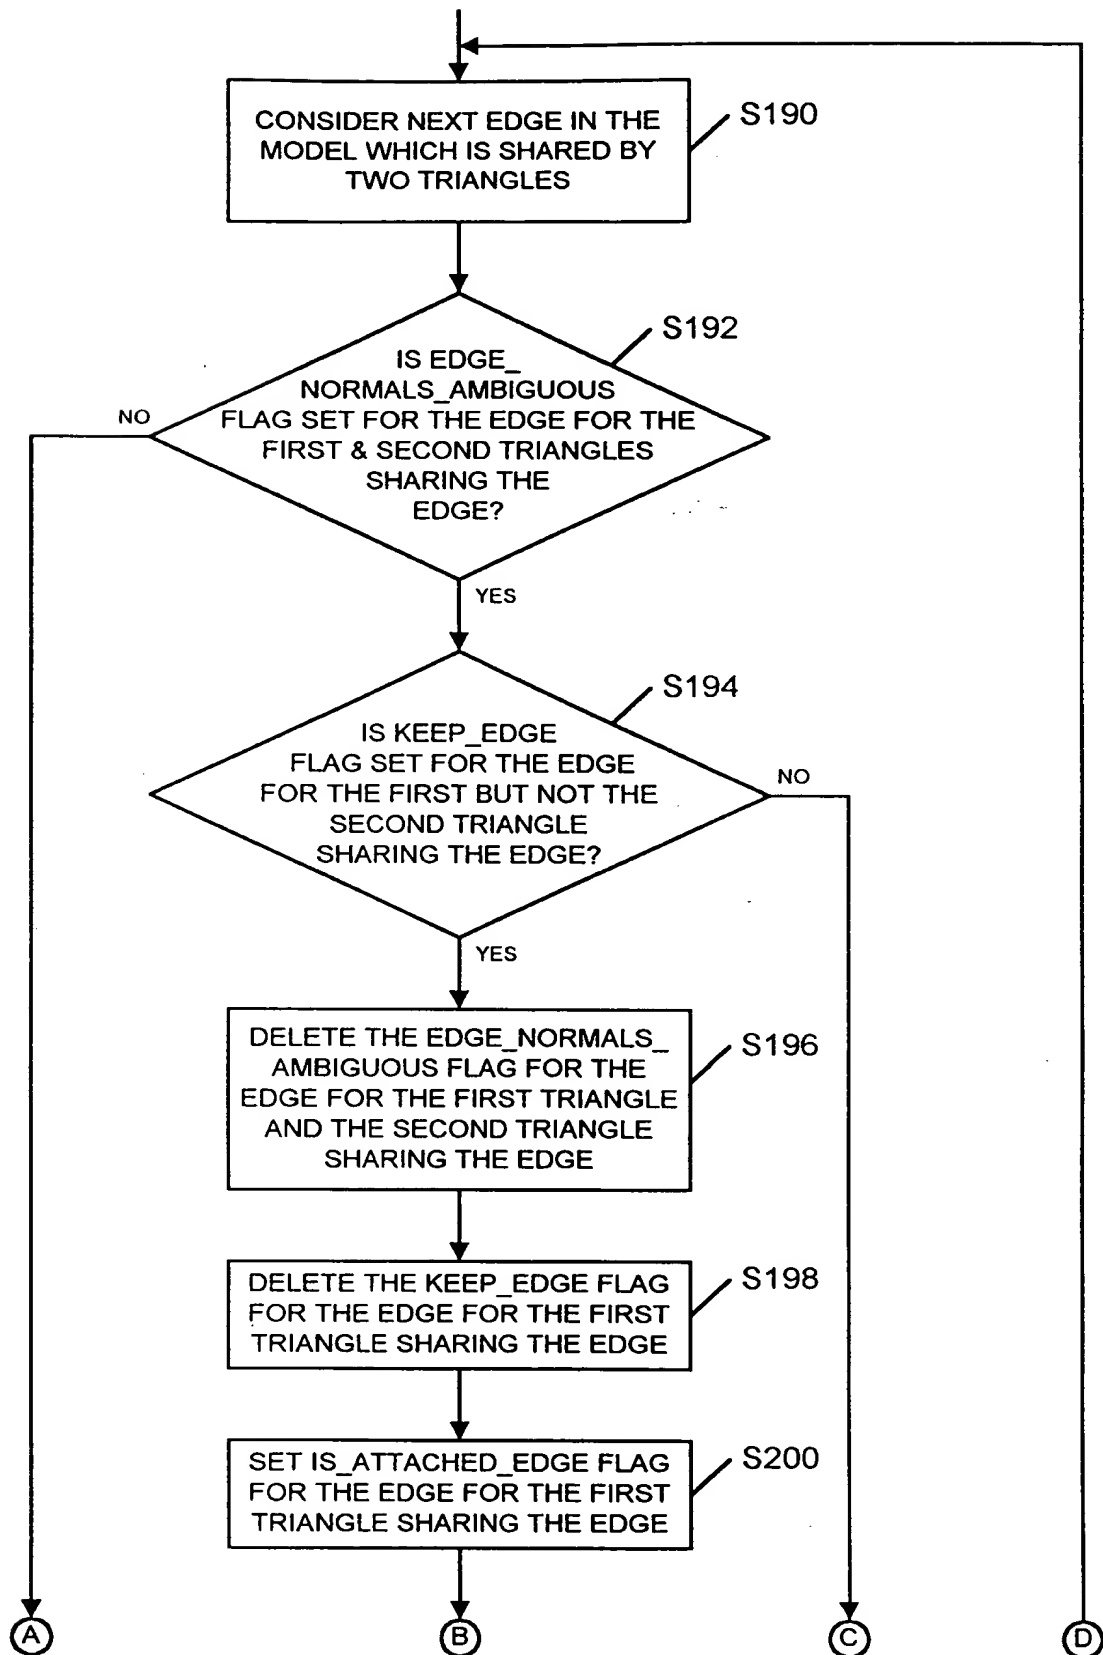 CONSIDER NEXT EDGE IN THE
MODEL WHICH IS SHARED BY
TWO TRIANGLES
S190
IS EDGE_
NORMALS_AMBIGUOUS
FLAG SET FOR THE EDGE FOR THE
FIRST & SECOND TRIANGLES
SHARING THE
EDGE?
S192
NO
YES
IS KEEP_EDGE
FLAG SET FOR THE EDGE
FOR THE FIRST BUT NOT THE
SECOND TRIANGLE
SHARING THE EDGE?
S194
NO
YES
DELETE THE EDGE_NORMALS_
AMBIGUOUS FLAG FOR THE
EDGE FOR THE FIRST TRIANGLE
AND THE SECOND TRIANGLE
SHARING THE EDGE
S196
DELETE THE KEEP_EDGE FLAG
FOR THE EDGE FOR THE FIRST
TRIANGLE SHARING THE EDGE
S198
SET IS_ATTACHED_EDGE FLAG
FOR THE EDGE FOR THE FIRST
TRIANGLE SHARING THE EDGE
S200
A
B
C
D